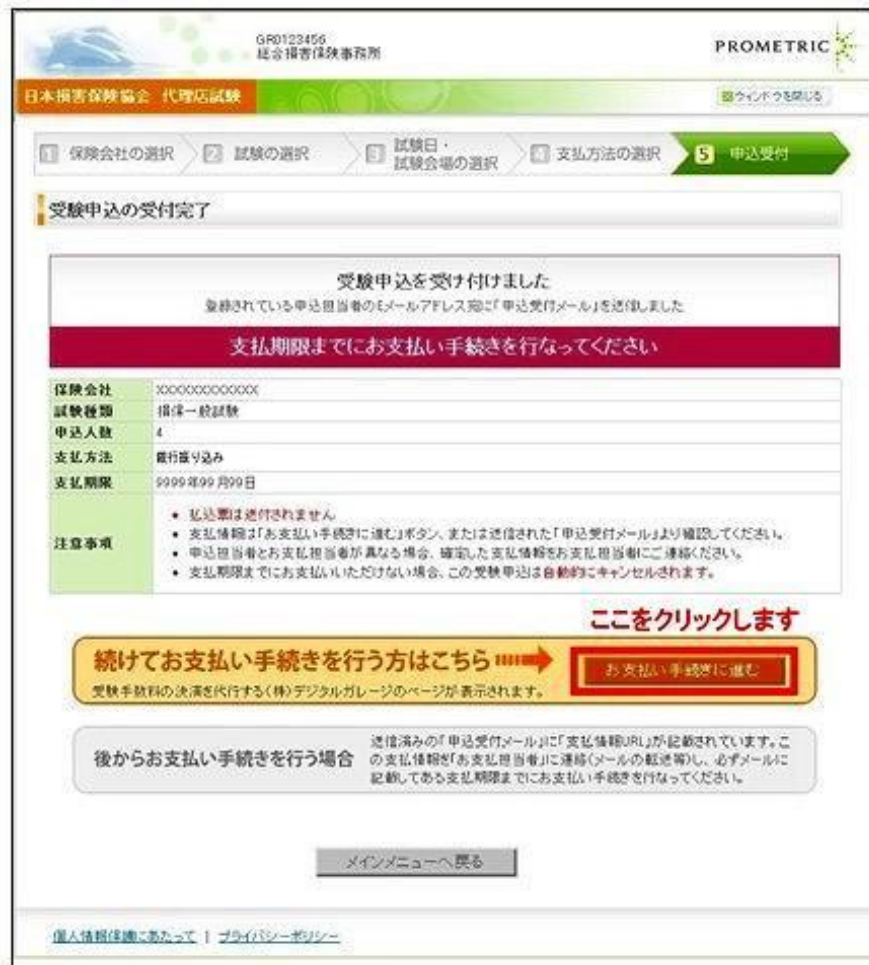 GR0123456
総合損害保険事務所
PROMETRIC
日本損害保険協会 代理店試験
ウィンドウを閉じる
1 保険会社の選択
2 試験の選択
3 試験日・
試験会場の選択
4 支払方法の選択
5 申込受付
受験申込の受付完了
受験申込を受け付けました
登録されている申込担当者のEメールアドレス宛に「申込受付メール」を送信しました
支払期限までにお支払い手続きを行なってください
保険会社 XXXXXXXXXXXX
試験種類 損保一般試験
申込人数 4
支払方法 銀行振り込み
支払期限 9999年99月99日
注意事項
• 払込票は送付されません
• 支払情報は「お支払い手続きに進む」ボタン、または送信された「申込受付メール」より確認してください。
• 申込担当者とお支払担当者が異なる場合、確定した支払情報をお支払担当者にご連絡ください。
• 支払期限までにお支払いいただけない場合、この受験申込は自動的にキャンセルされます。
ここをクリックします
続けてお支払い手続きを行う方はこちら
お支払い手続きに進む
受験手数料の決済を代行する(株)デジタルガレージのページが表示されます。
後からお支払い手続きを行う場合
送信済みの「申込受付メール」に「支払情報URL」が記載されています。こ
の支払情報を「お支払担当者」に連絡(メールの転送等)し、必ずメールに
記載してある支払期限までにお支払い手続きを行なってください。
メインメニューへ戻る
個人情報保護にあたって | プライバシーポリシー